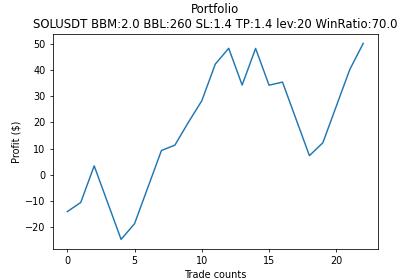 Portfolio
SOLUSDT BBM:2.0 BBL:260 SL:1.4 TP:1.4 lev:20 WinRatio:70.0
50
40
30
20
10
0
−10
−20
Profit ($)
0 5 10 15 20
Trade counts